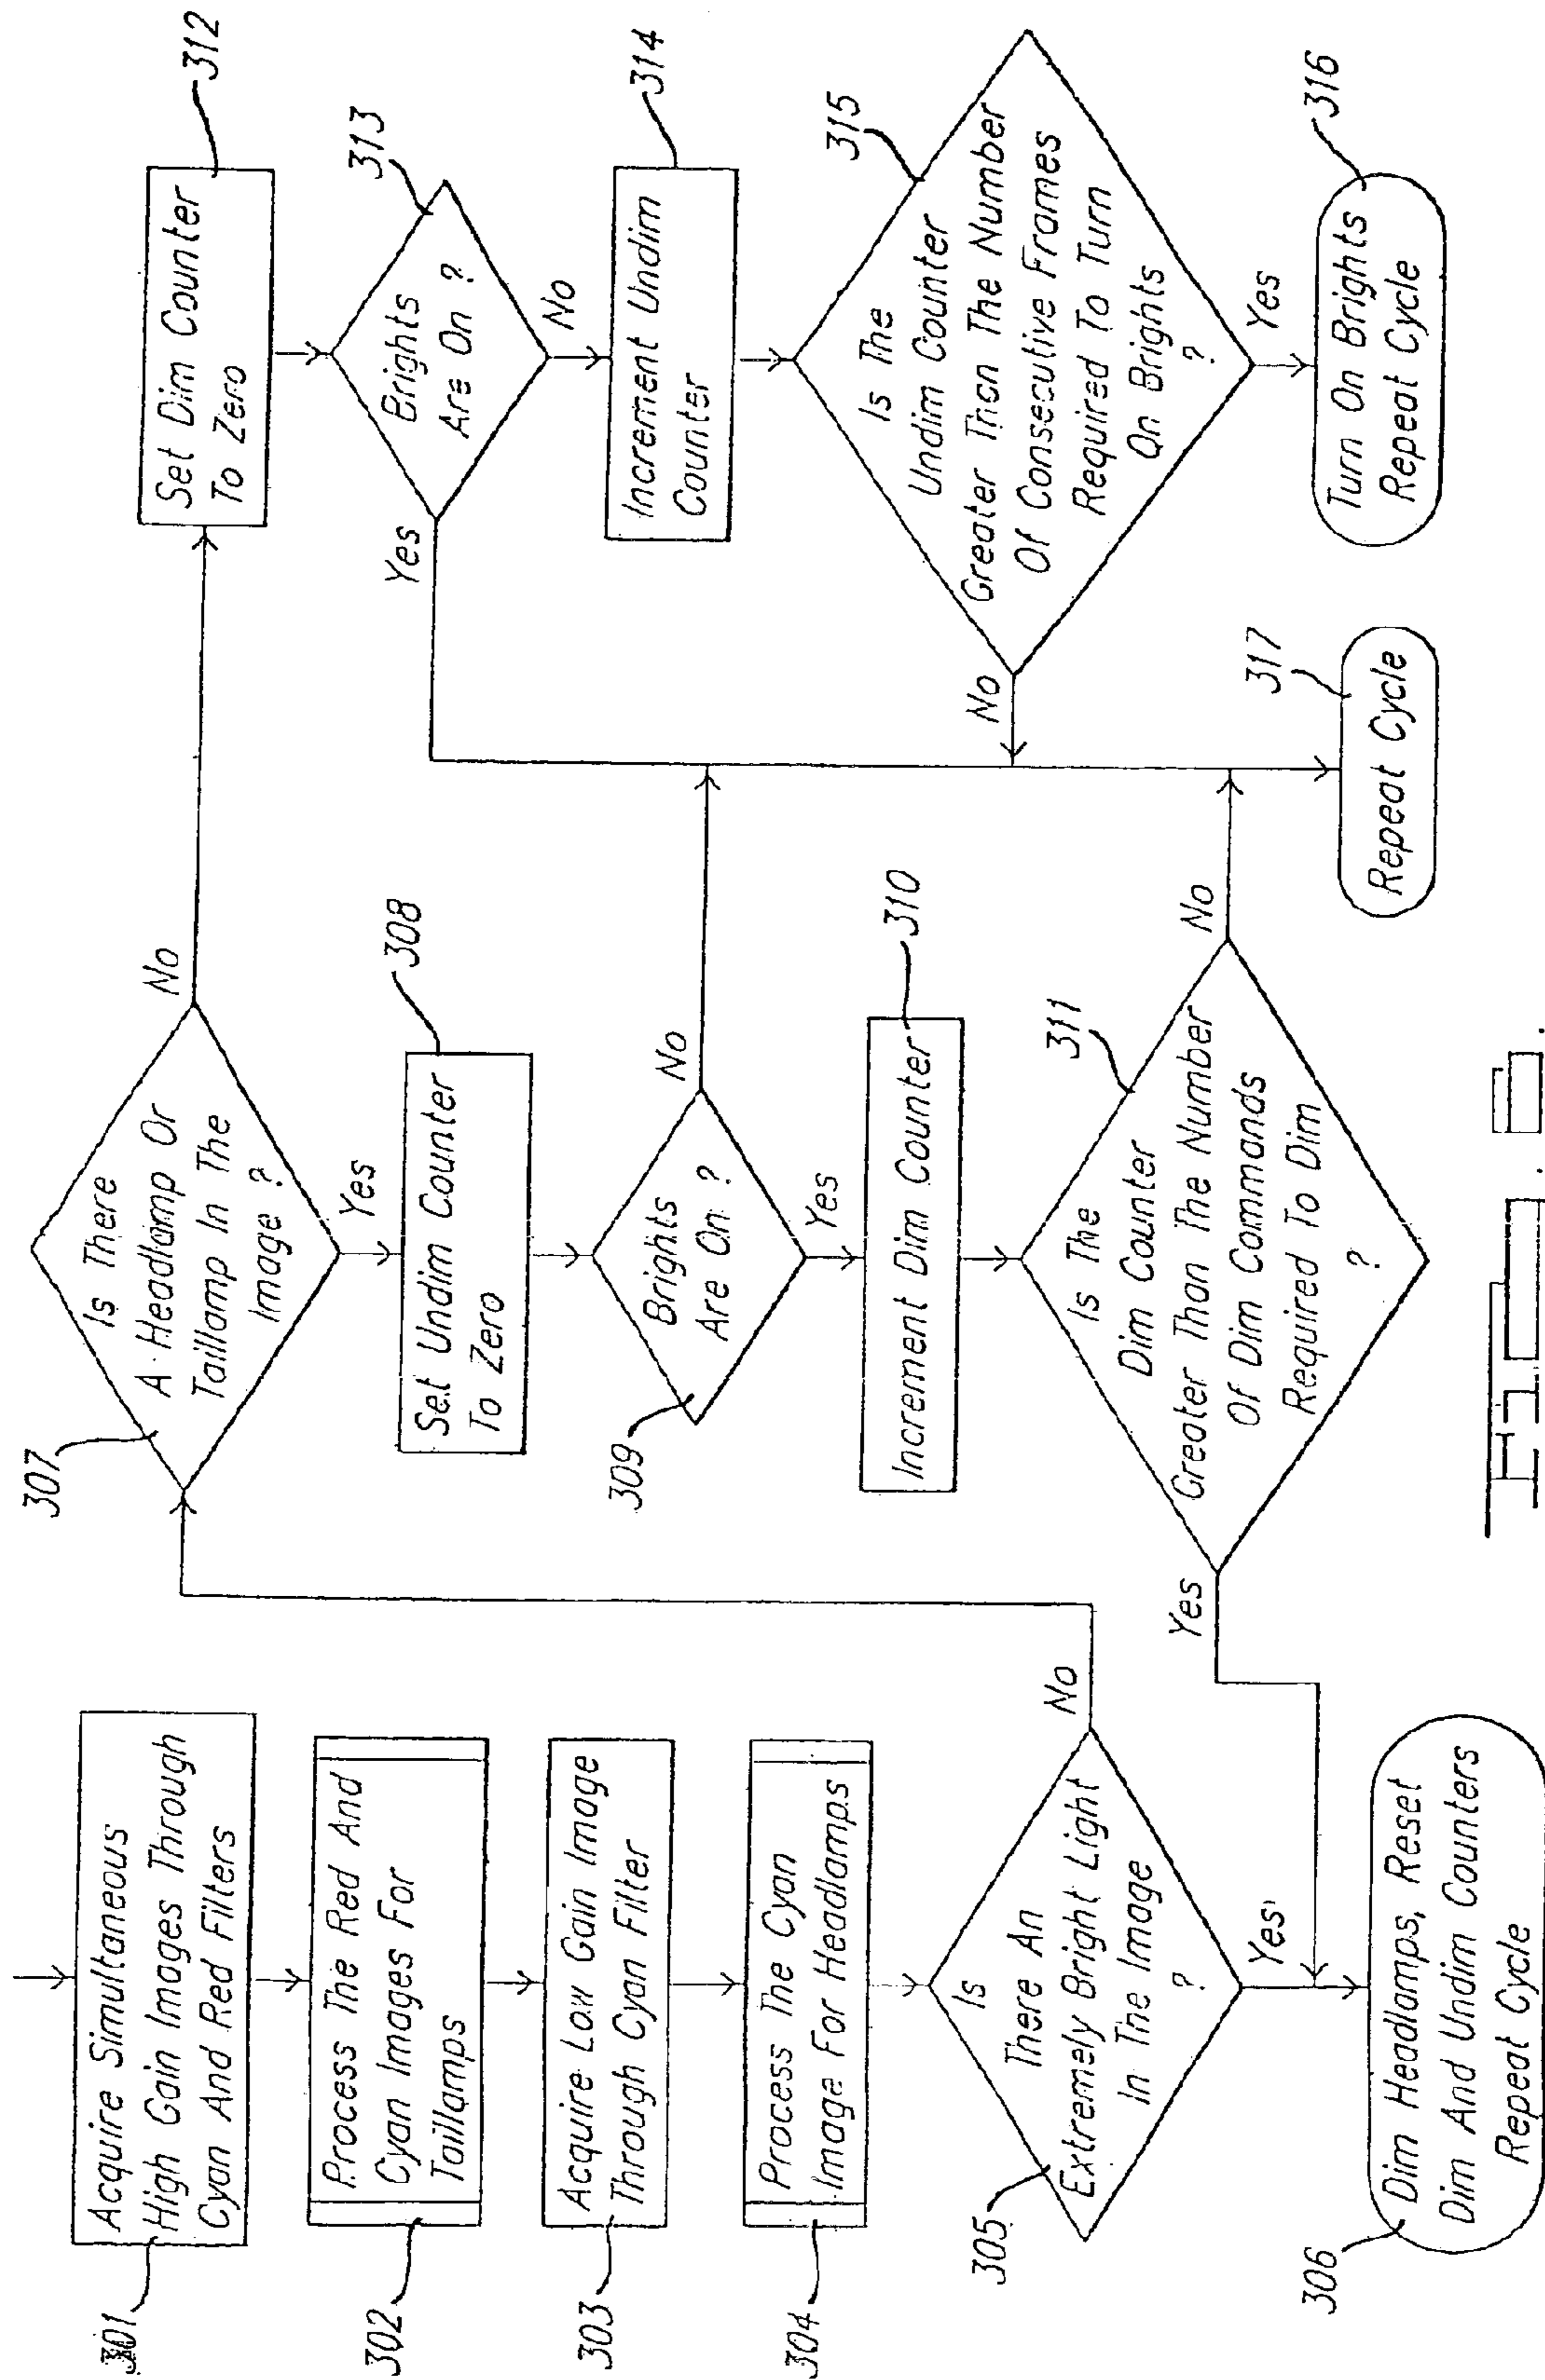 301
Acquire Simultaneous
High Gain Images Through
Cyan And Red Filters
302
Process The Red And
Cyan Images For
Taillamps
303
Acquire Low Gain Image
Through Cyan Filter
304
Process The Cyan
Image For Headlamps
305
Is
There An
Extremely Bright Light
In The Image
?
No
Yes
306
Dim Headlamps, Reset
Dim And Undim Counters
Repeat Cycle
307
Is There
A Headlamp Or
Taillamp In The
Image ?
No
Yes
308
Set Undim Counter
To Zero
309
Brights
Are On ?
No
Yes
310
Increment Dim Counter
311
Is The
Dim Counter
Greater Than The Number
Of Dim Commands
Required To Dim
?
Yes
No
312
Set Dim Counter
To Zero
313
Brights
Are On ?
Yes
No
314
Increment Undim
Counter
315
Is The
Undim Counter
Greater Than The Number
Of Consecutive Frames
Required To Turn
On Brights
?
No
Yes
316
Turn On Brights
Repeat Cycle
317
Repeat Cycle